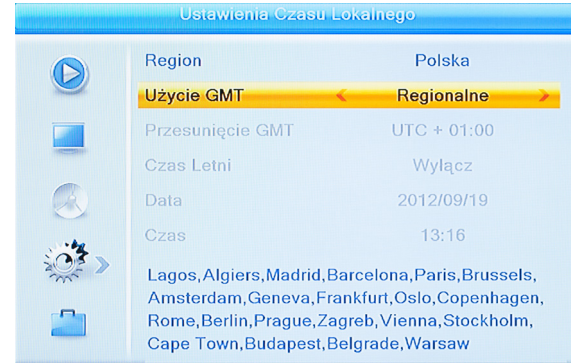 Ustawienia Czasu Lokalnego
Region Polska
Użycie GMT Regionalne
Przesunięcie GMT UTC + 01:00
Czas Letni Wyłącz
Data 2012/09/19
Czas 13:16
Lagos,Algiers,Madrid,Barcelona,Paris,Brussels,
Amsterdam,Geneva,Frankfurt,Oslo,Copenhagen,
Rome,Berlin,Prague,Zagreb,Vienna,Stockholm,
Cape Town,Budapest,Belgrade,Warsaw